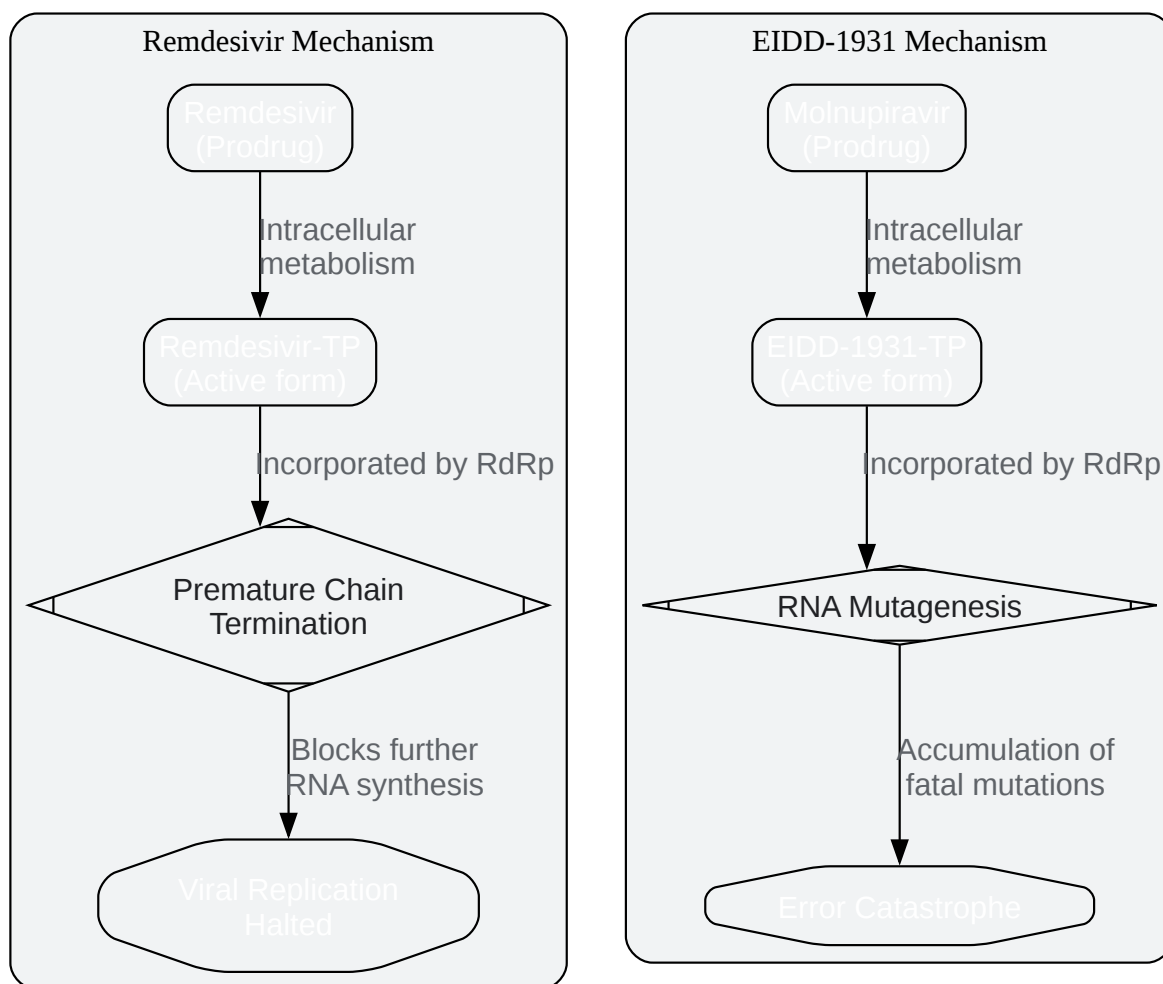 Remdesivir Mechanism
Remdesivir
(Prodrug)
Intracellular
metabolism
Remdesivir-TP
(Active form)
Incorporated by RdRp
Premature Chain
Termination
Blocks further
RNA synthesis
Viral Replication
Halted
EIDD-1931 Mechanism
Molnupiravir
(Prodrug)
Intracellular
metabolism
EIDD-1931-TP
(Active form)
Incorporated by RdRp
RNA Mutagenesis
Accumulation of
fatal mutations
Error Catastrophe